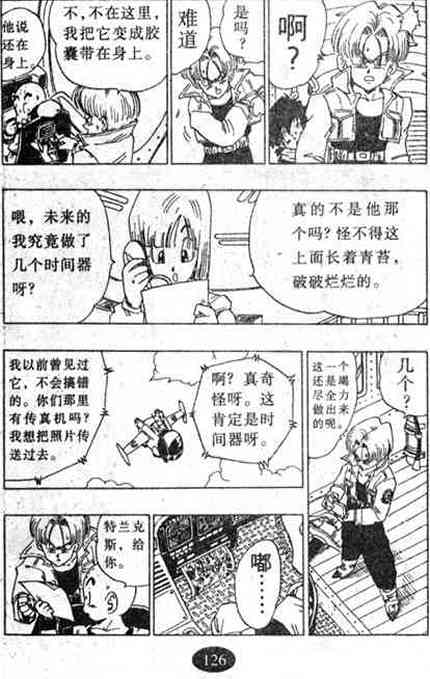 啊？
是吗？
难道
不，不在这里，
我把它变成胶
囊带在身上。
他说
还在
身上。
真的不是他那
个吗？怪不得这
上面长着青苔，
破破烂烂的。
喂，未来的
我究竟做了
几个时间器
呀？
几个？
这一个
还是竭
尽全力
做出来
的呢。
啊？真奇
怪呀。这
肯定是时
间器呀。
我以前曾见过
它，不会搞错
的。你们那里
有传真机吗？
我想把照片传
送过去。
嘟……
特兰克
斯，给
你。
126